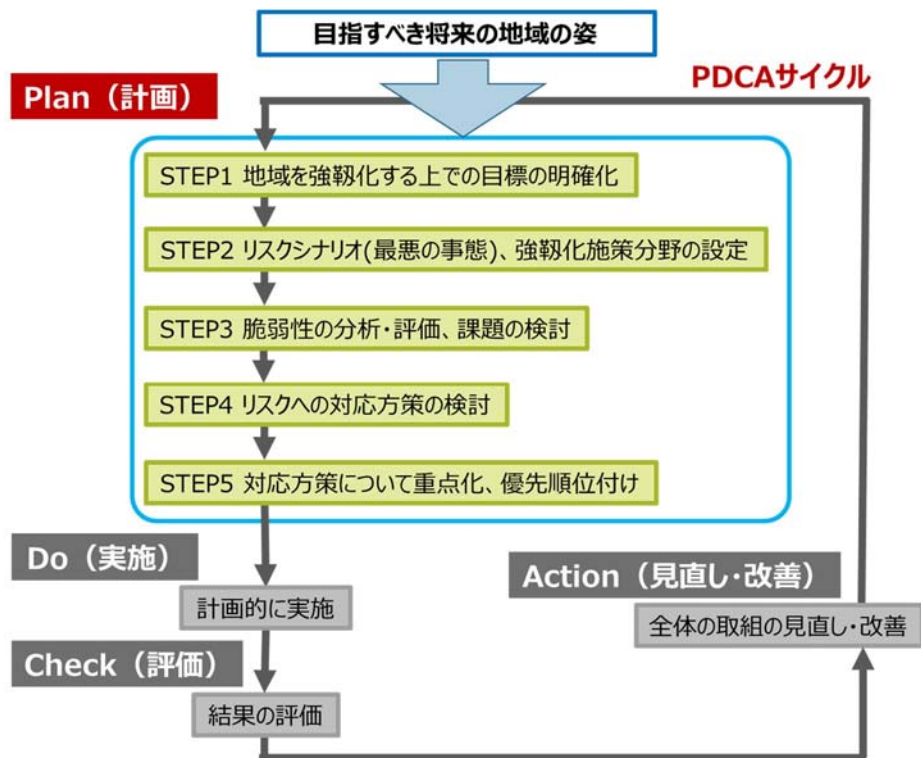 目指すべき将来の地域の姿
PDCAサイクル
Plan（計画）
STEP1 地域を強靱化する上での目標の明確化
STEP2 リスクシナリオ(最悪の事態)、強靱化施策分野の設定
STEP3 脆弱性の分析・評価、課題の検討
STEP4 リスクへの対応方策の検討
STEP5 対応方策について重点化、優先順位付け
Do（実施）
計画的に実施
Check（評価）
結果の評価
Action（見直し・改善）
全体の取組の見直し・改善